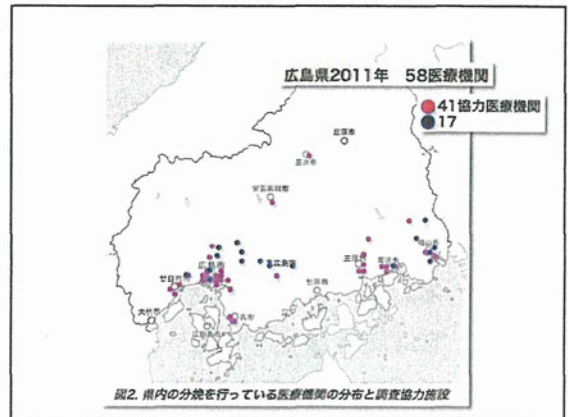 広島県2011年 58医療機関
41協力医療機関
17
庄原市
三次市
安芸高田市
広島市
東広島市
廿日市市
大竹市
呉市
竹原市
三原市
尾道市
福山市
図2. 県内の分娩を行っている医療機関の分布と調査協力施設